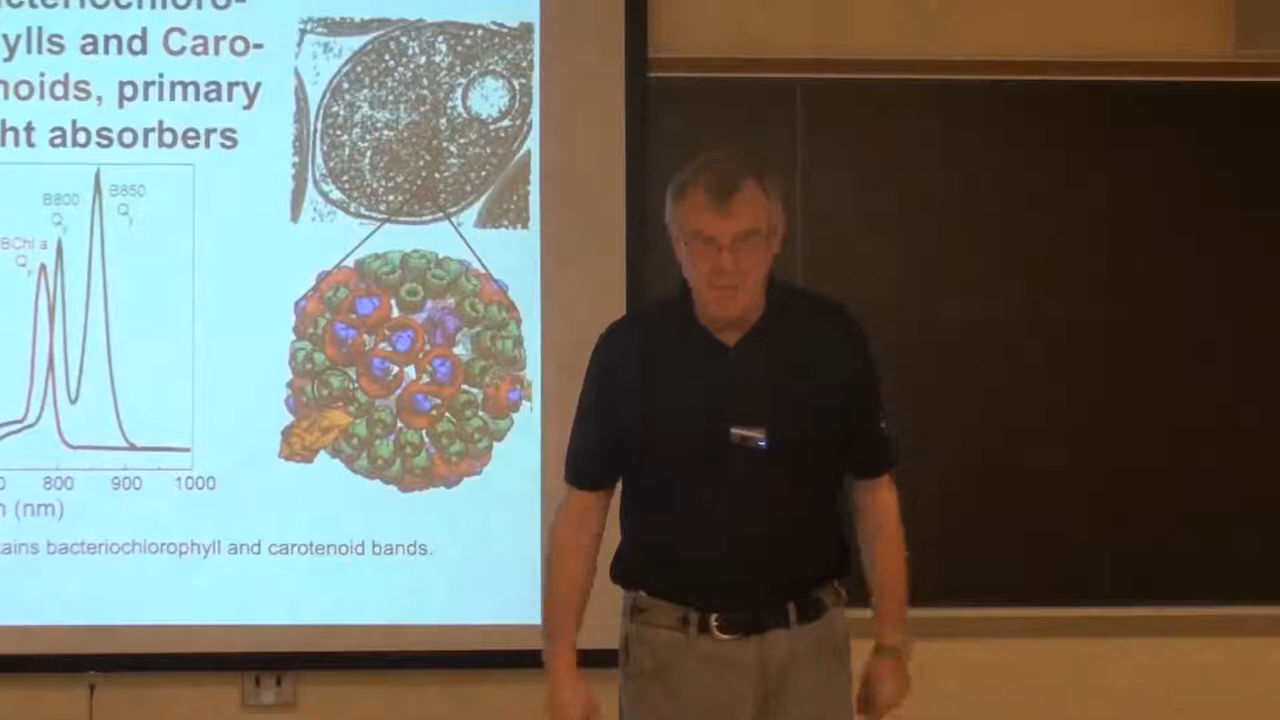 cteriochloro-
ylls and Caro-
noids, primary
ht absorbers
B850
B800
Qy
BChl a
800
900
1000
(nm)
ains bacteriochlorophyll and carotenoid bands.